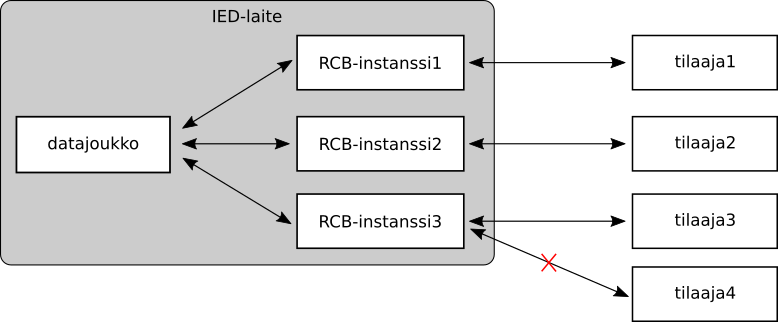 IED-laite
RCB-instanssi1
tilaaja1
datajoukko
RCB-instanssi2
tilaaja2
RCB-instanssi3
tilaaja3
tilaaja4